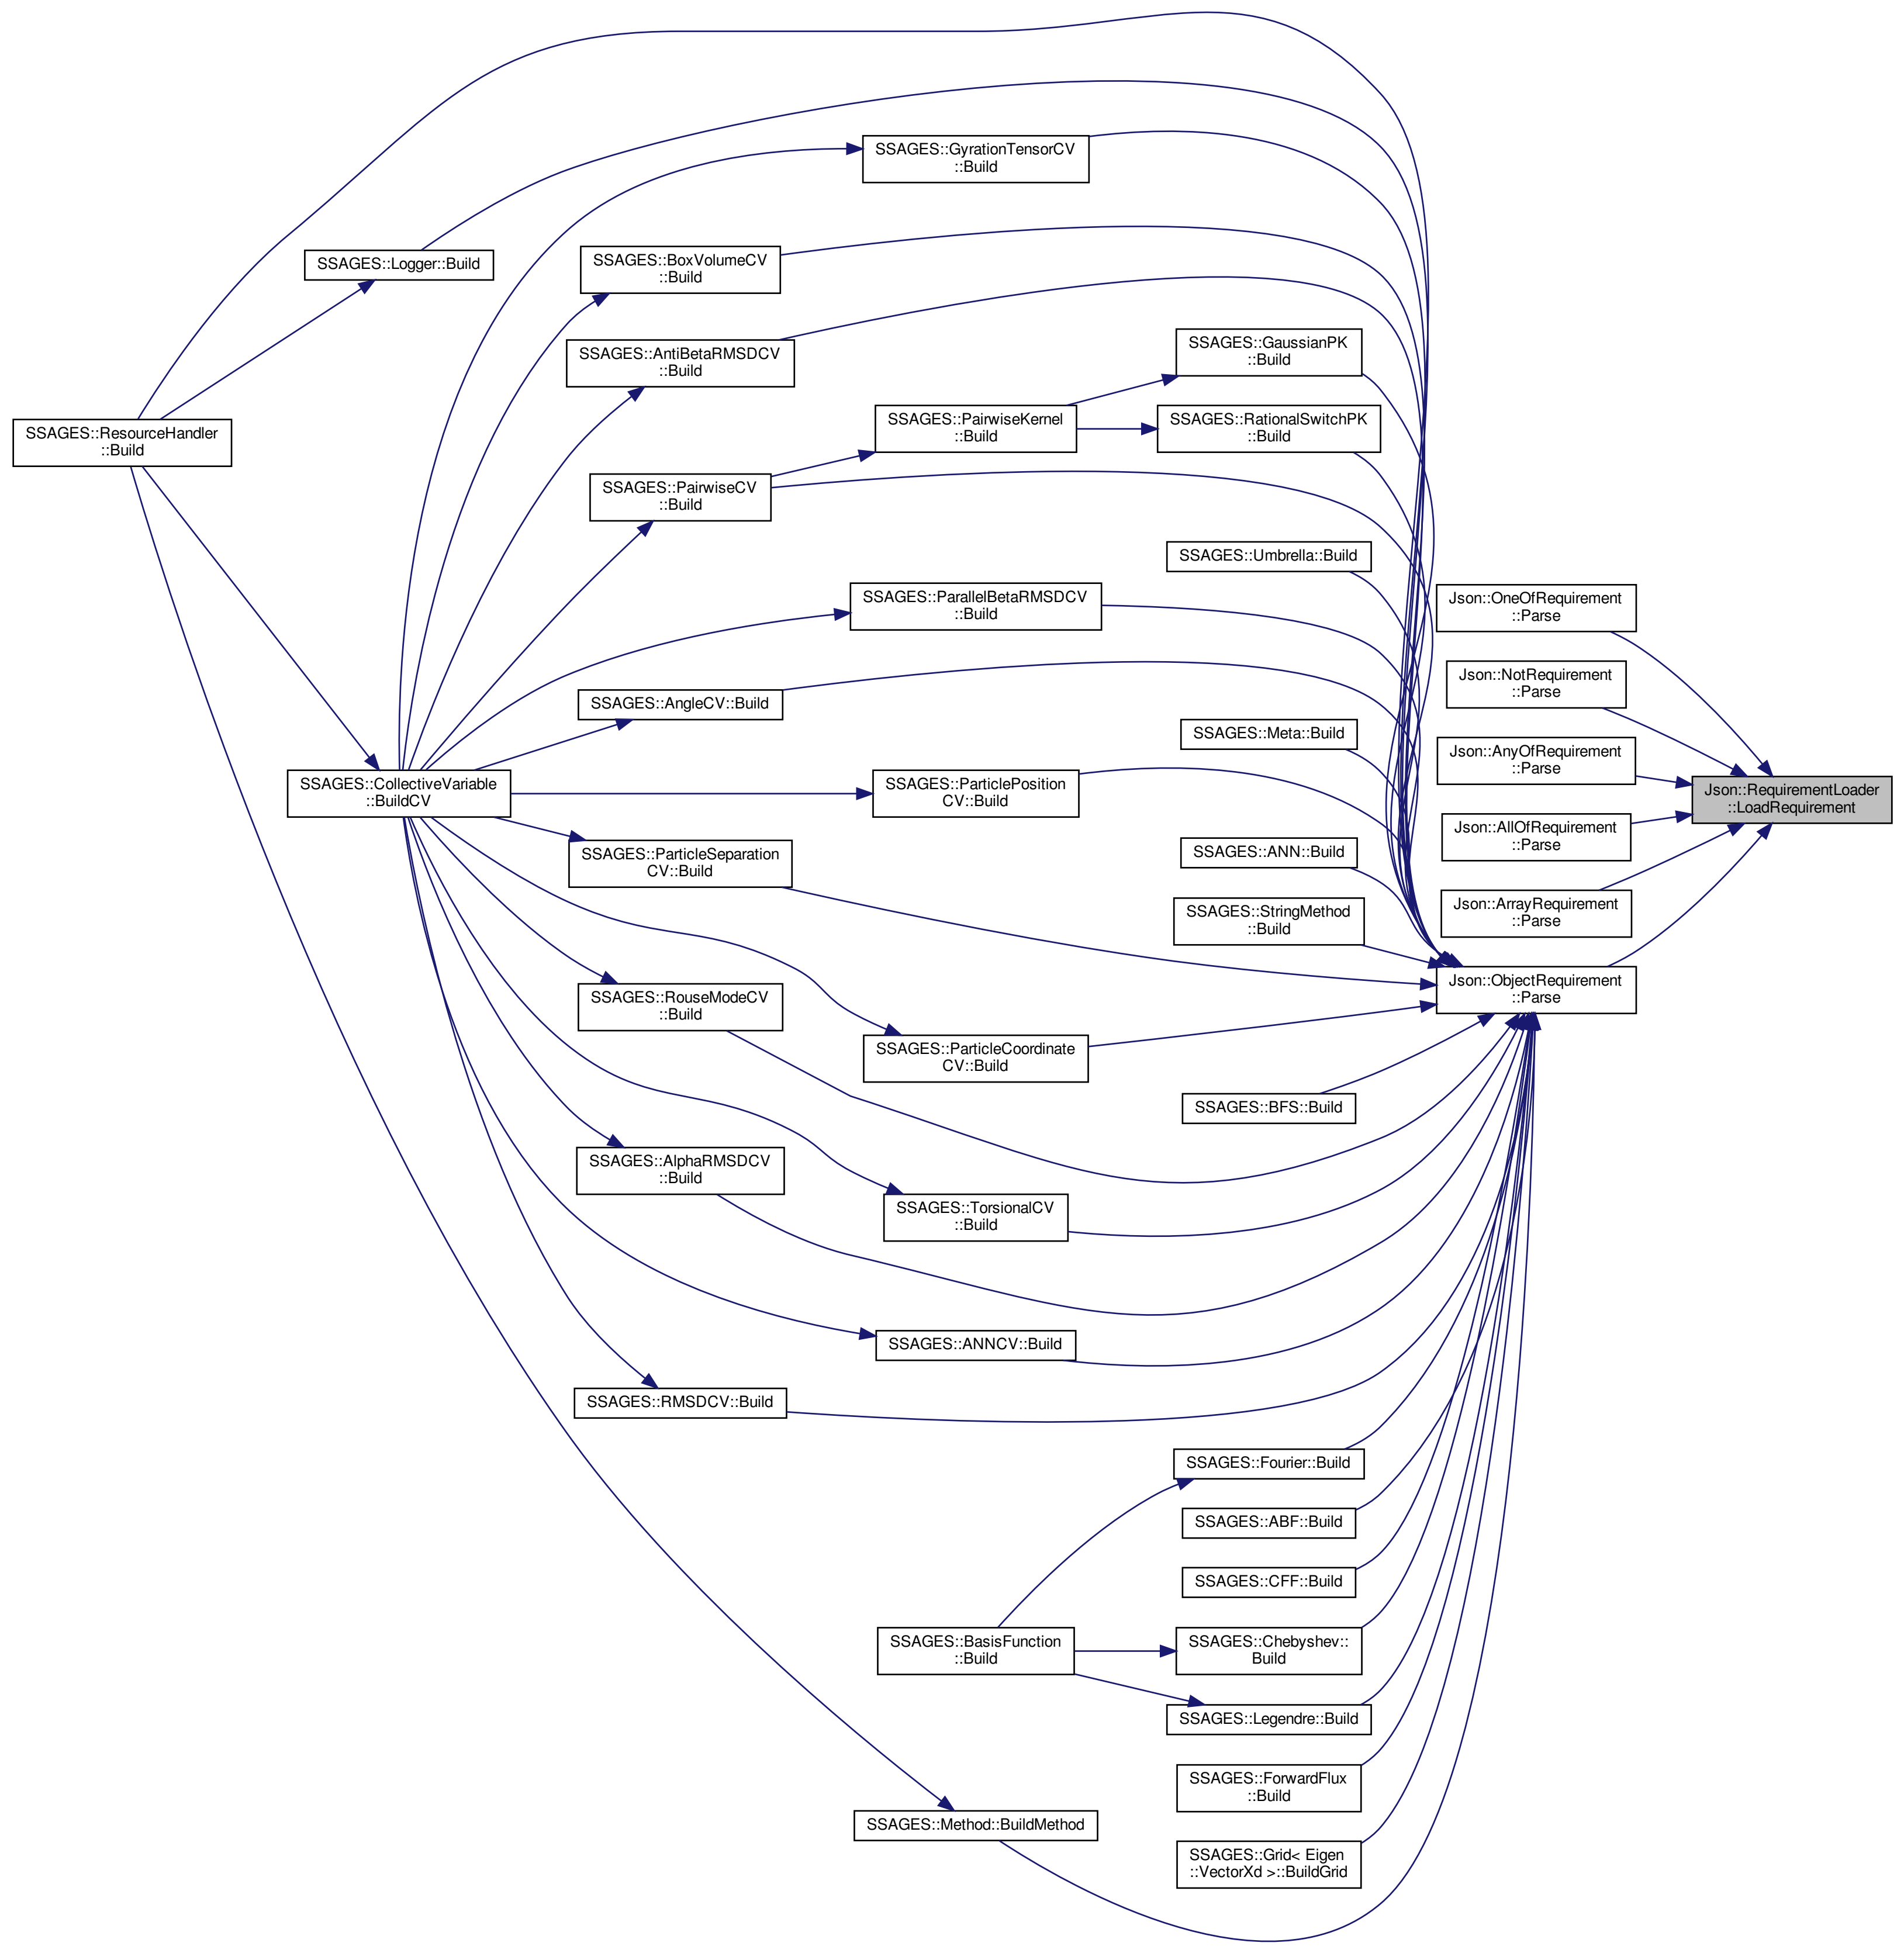 SSAGES::GyrationTensorCV
::Build
SSAGES::Logger::Build
SSAGES::BoxVolumeCV
::Build
SSAGES::AntiBetaRMSDCV
::Build
SSAGES::GaussianPK
::Build
SSAGES::ResourceHandler
::Build
SSAGES::PairwiseKernel
::Build
SSAGES::RationalSwitchPK
::Build
SSAGES::PairwiseCV
::Build
SSAGES::Umbrella::Build
SSAGES::ParallelBetaRMSDCV
::Build
Json::OneOfRequirement
::Parse
Json::NotRequirement
::Parse
SSAGES::AngleCV::Build
SSAGES::Meta::Build
Json::AnyOfRequirement
::Parse
SSAGES::CollectiveVariable
::BuildCV
SSAGES::ParticlePosition
CV::Build
Json::RequirementLoader
::LoadRequirement
Json::AllOfRequirement
::Parse
SSAGES::ParticleSeparation
CV::Build
SSAGES::ANN::Build
Json::ArrayRequirement
::Parse
SSAGES::StringMethod
::Build
Json::ObjectRequirement
::Parse
SSAGES::RouseModeCV
::Build
SSAGES::ParticleCoordinate
CV::Build
SSAGES::BFS::Build
SSAGES::AlphaRMSDCV
::Build
SSAGES::TorsionalCV
::Build
SSAGES::ANNCV::Build
SSAGES::RMSDCV::Build
SSAGES::Fourier::Build
SSAGES::ABF::Build
SSAGES::CFF::Build
SSAGES::BasisFunction
::Build
SSAGES::Chebyshev::
Build
SSAGES::Legendre::Build
SSAGES::ForwardFlux
::Build
SSAGES::Method::BuildMethod
SSAGES::Grid< Eigen
::VectorXd >::BuildGrid